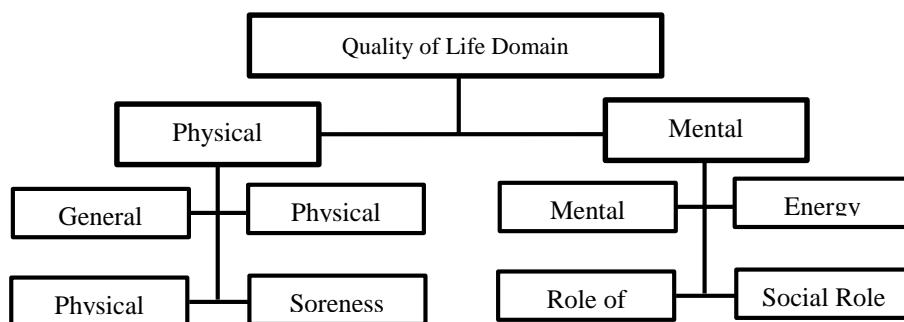 Quality of Life Domain
Physical
Mental
General
Physical
Mental
Energy
Physical
Soreness
Role of
Social Role